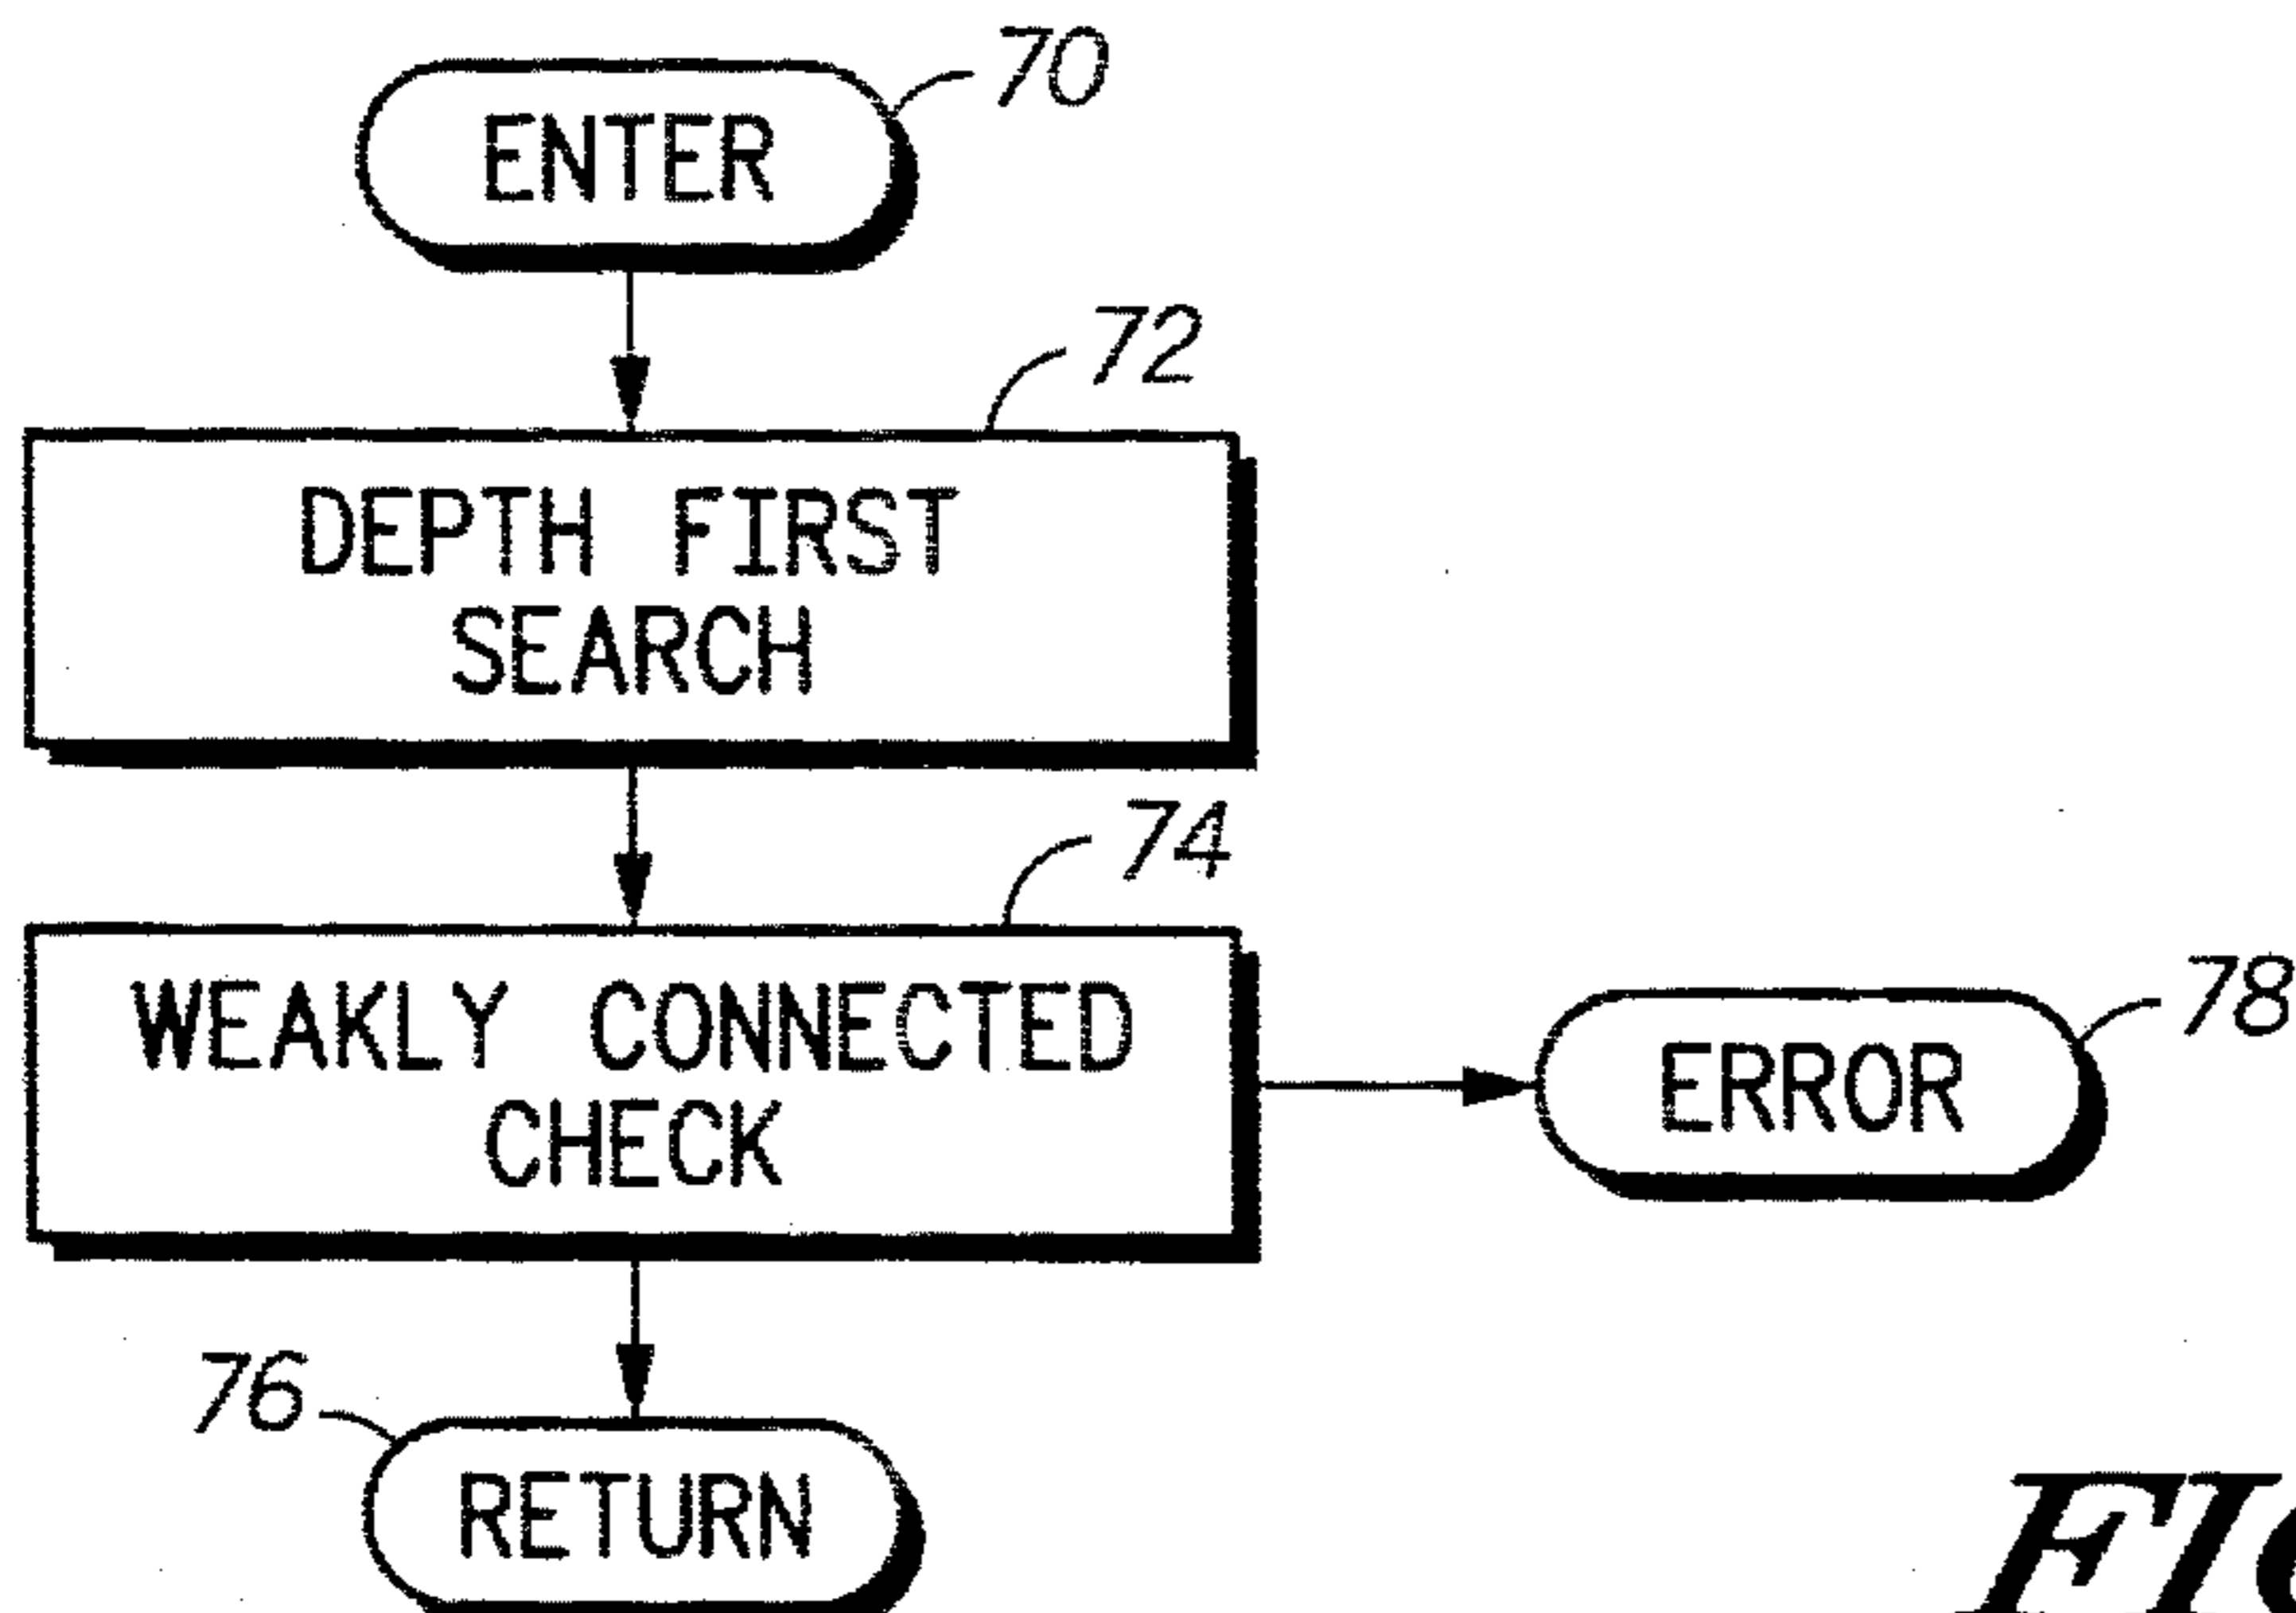 70
ENTER
72
DEPTH FIRST
SEARCH
74
WEAKLY CONNECTED
CHECK
78
ERROR
76
RETURN